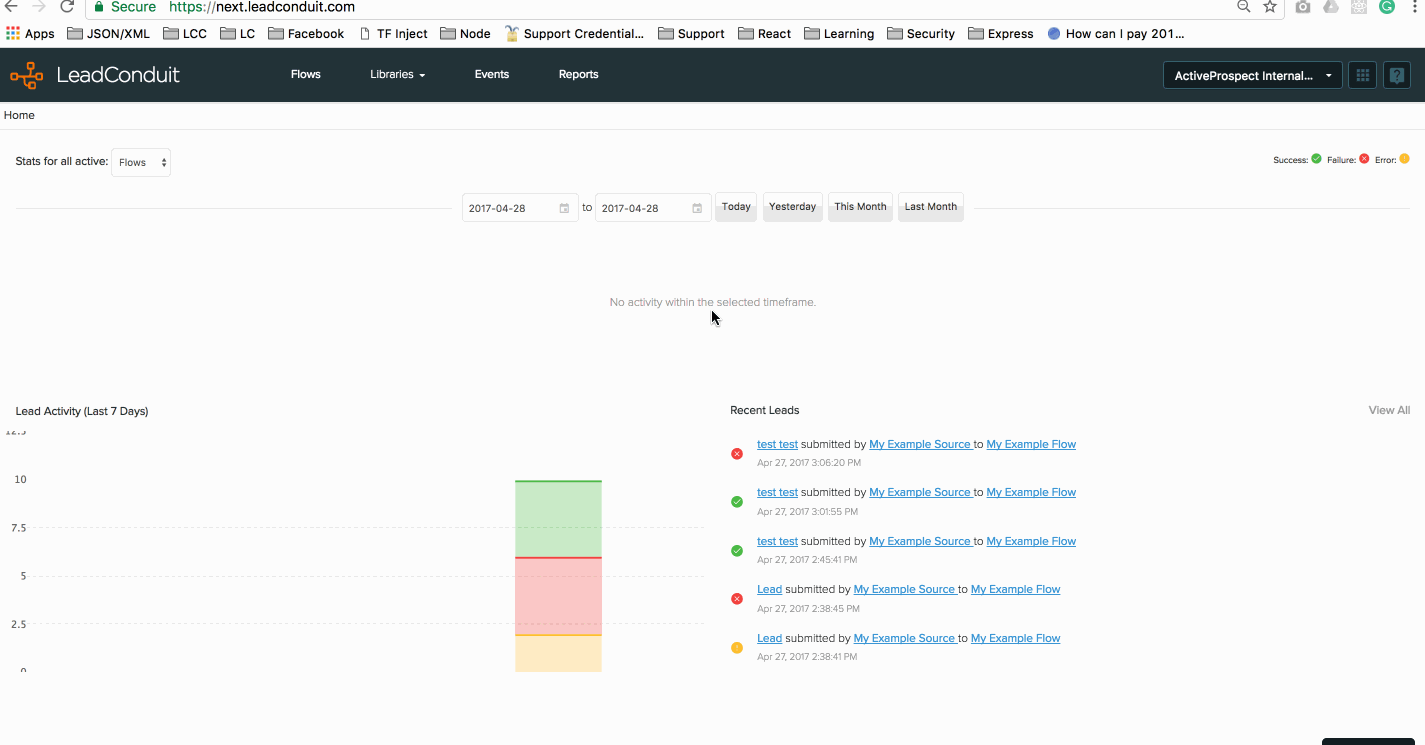 Secure https://next.leadconduit.com
Apps JSON/XML LCC LC Facebook TF Inject Node Support Credential... Support React Learning Security Express How can I pay 201...
LeadConduit Flows Libraries Events Reports ActiveProspect Internal...
Home
Stats for all active: Flows Success: Failure: Error:
2017-04-28 to 2017-04-28 Today Yesterday This Month Last Month
No activity within the selected timeframe.
Lead Activity (Last 7 Days)
12.5
10
7.5
5
2.5
0
Recent Leads View All
test test submitted by My Example Source to My Example Flow
Apr 27, 2017 3:06:20 PM
test test submitted by My Example Source to My Example Flow
Apr 27, 2017 3:01:55 PM
test test submitted by My Example Source to My Example Flow
Apr 27, 2017 2:45:41 PM
Lead submitted by My Example Source to My Example Flow
Apr 27, 2017 2:38:45 PM
Lead submitted by My Example Source to My Example Flow
Apr 27, 2017 2:38:41 PM